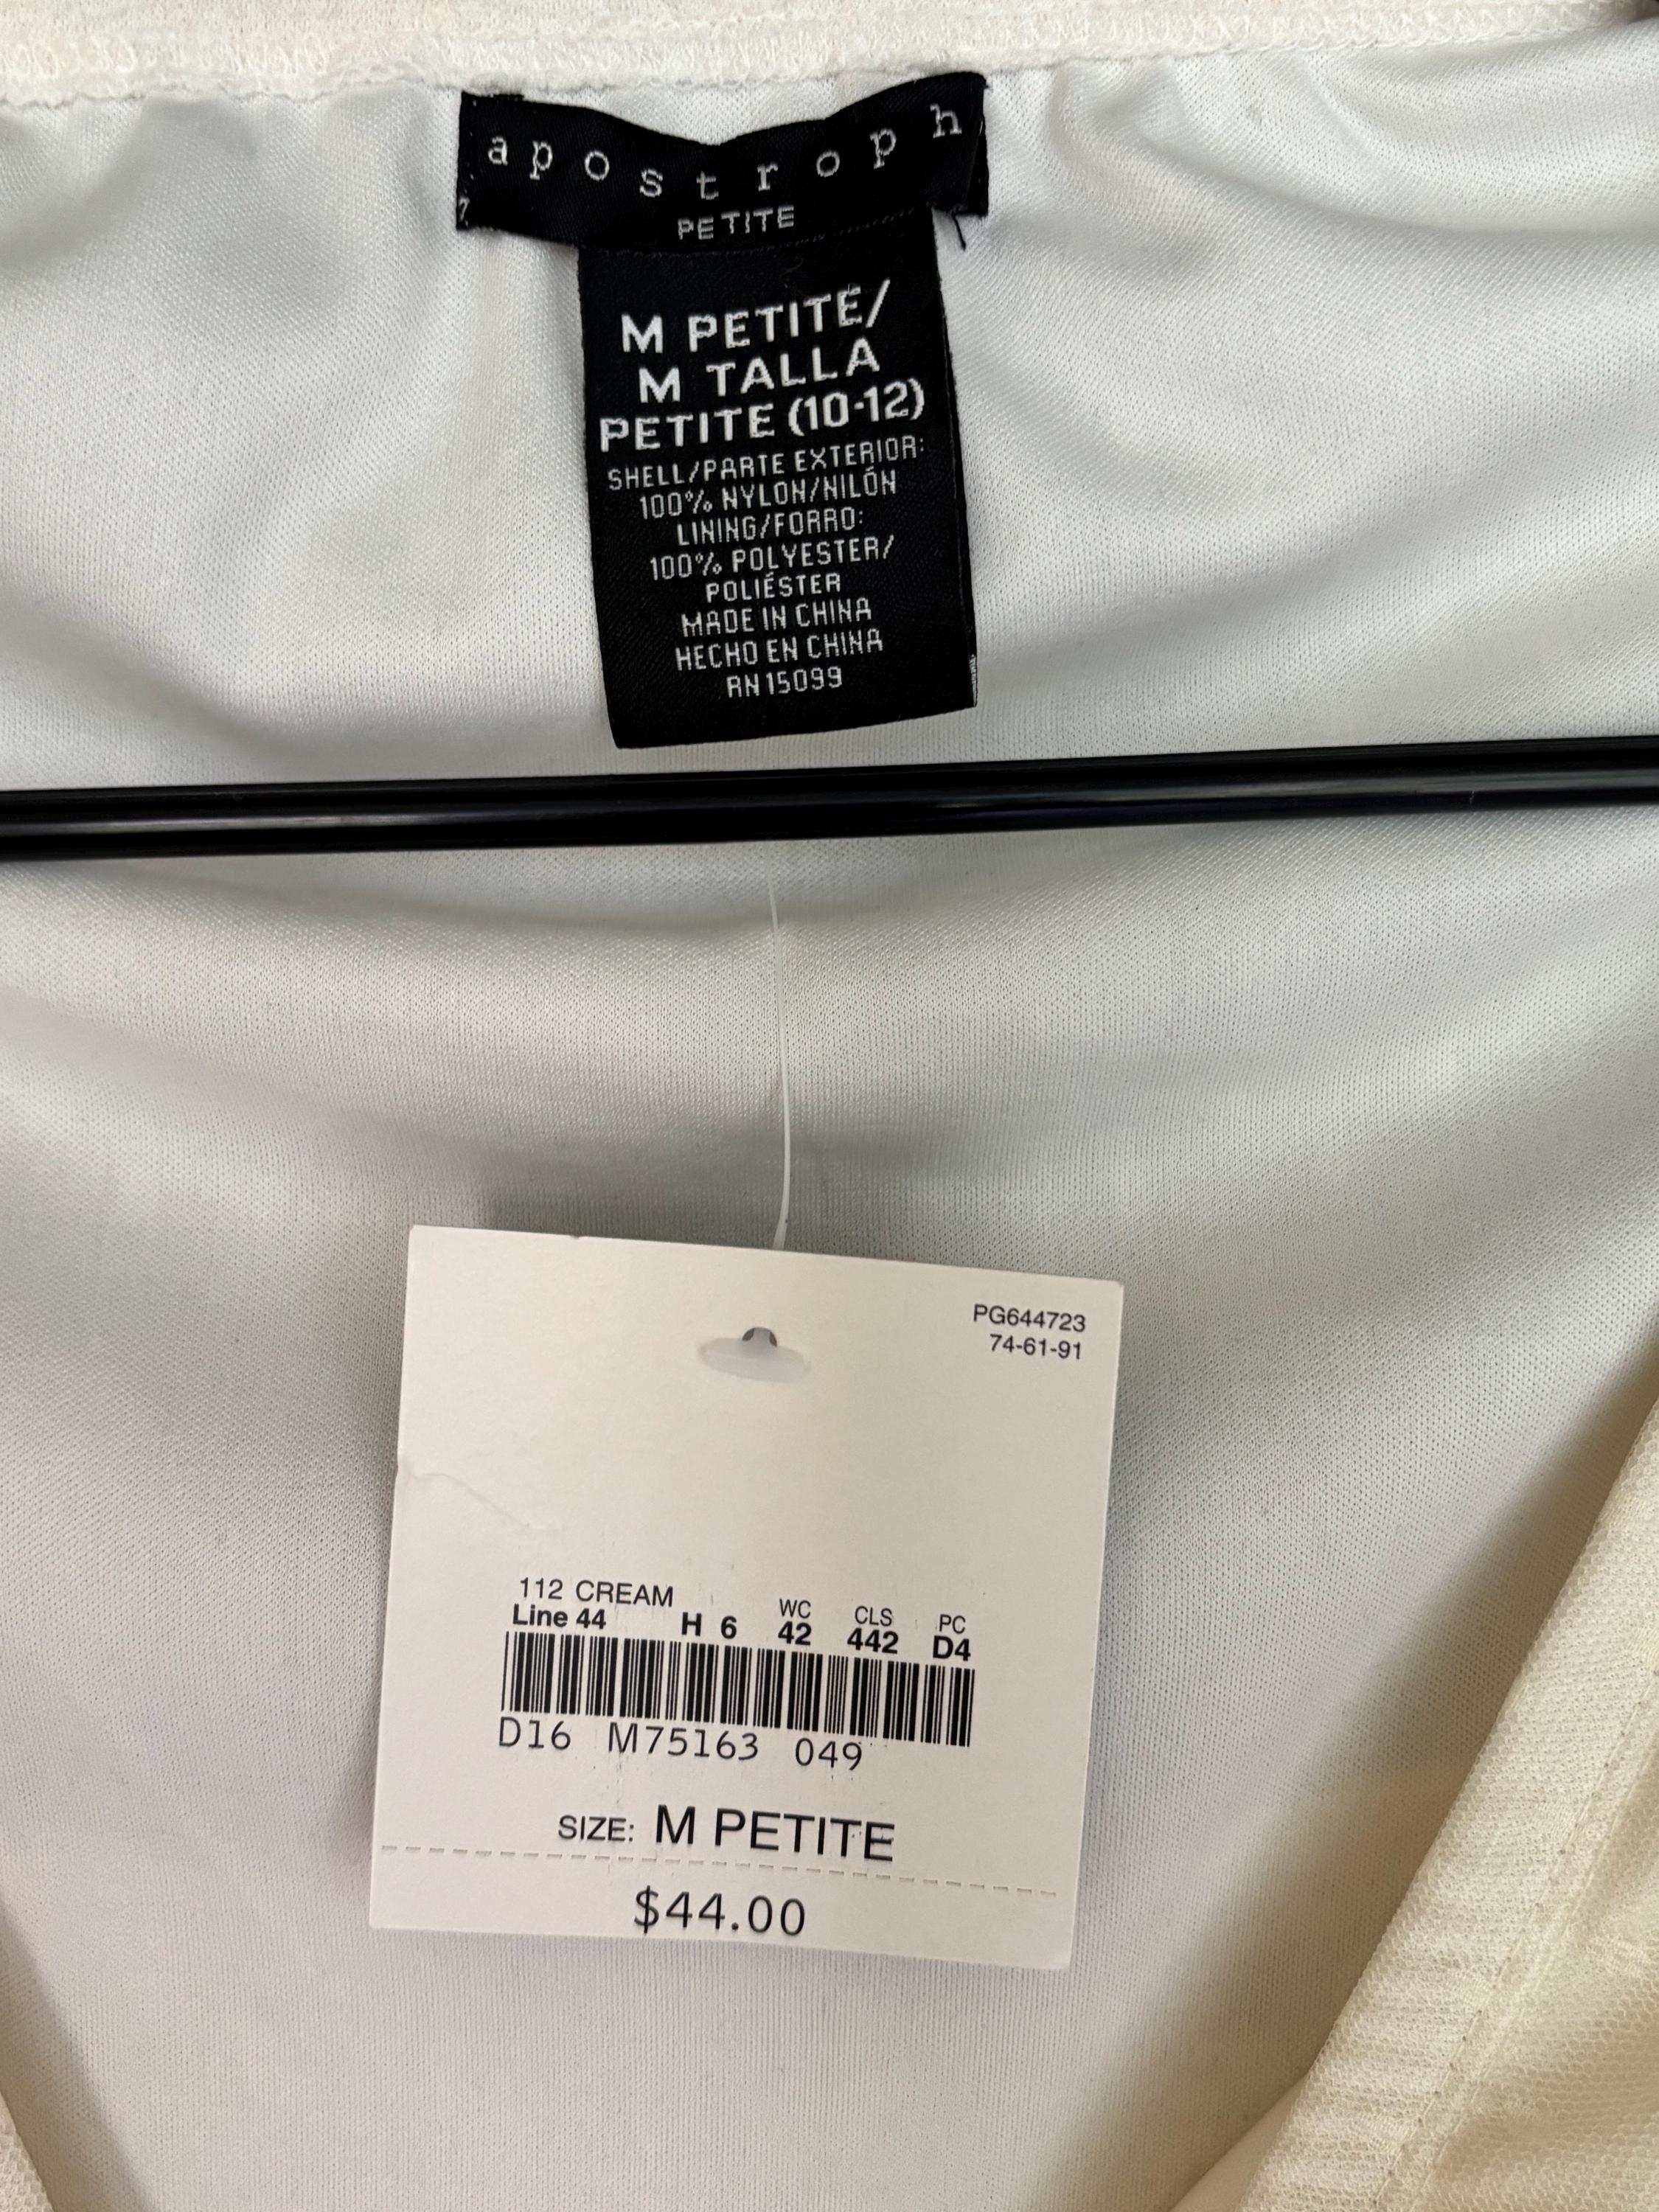 apostroph
PETITE
M PETITE/
M TALLA
PETITE (10-12)
SHELL/PARTE EXTERIOR:
100% NYLON/NILÓN
LINING/FORRO:
100% POLYESTER/
POLIÉSTER
MADE IN CHINA
HECHO EN CHINA
RN 15099
PG644723
74-61-91
112 CREAM
WC CLS PC
Line 44 H 6 42 442 D4
D16 M75163 049
SIZE: M PETITE
$44.00